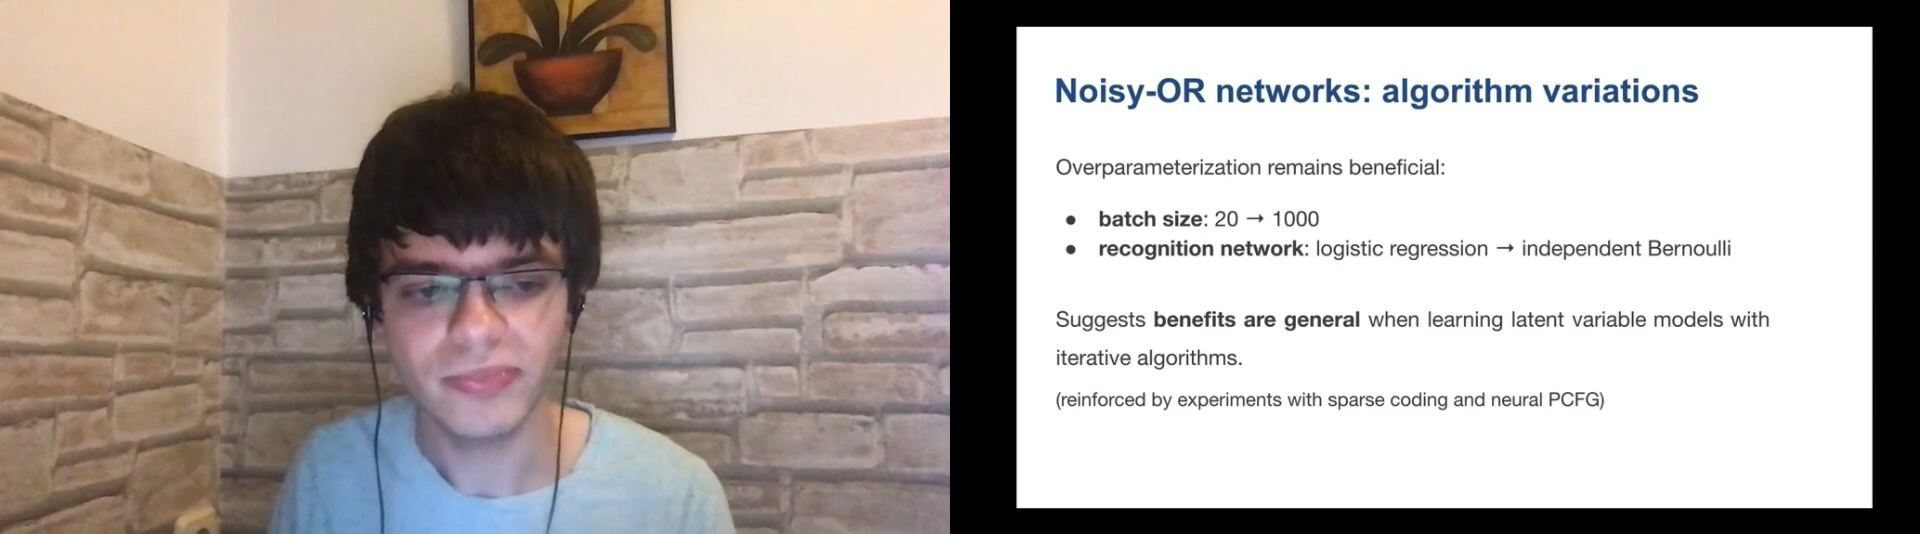 Noisy-OR networks: algorithm variations
Overparameterization remains beneficial:
● batch size: 20 → 1000
● recognition network: logistic regression → independent Bernoulli
Suggests benefits are general when learning latent variable models with
iterative algorithms.
(reinforced by experiments with sparse coding and neural PCFG)